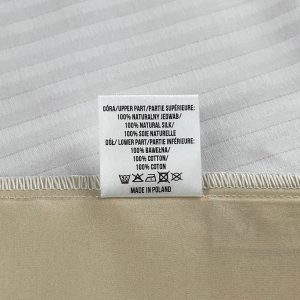 GÓRA/UPPER PART/PARTIE SUPÉRIEURE:
100% NATURALNY JEDWAB/
100% NATURAL SILK/
100% SOIE NATURELLE
DÓŁ/ LOWER PART/PARTIE INFÉRIEURE:
100% BAWEŁNA/
100% COTTON/
100% COTON
MADE IN POLAND